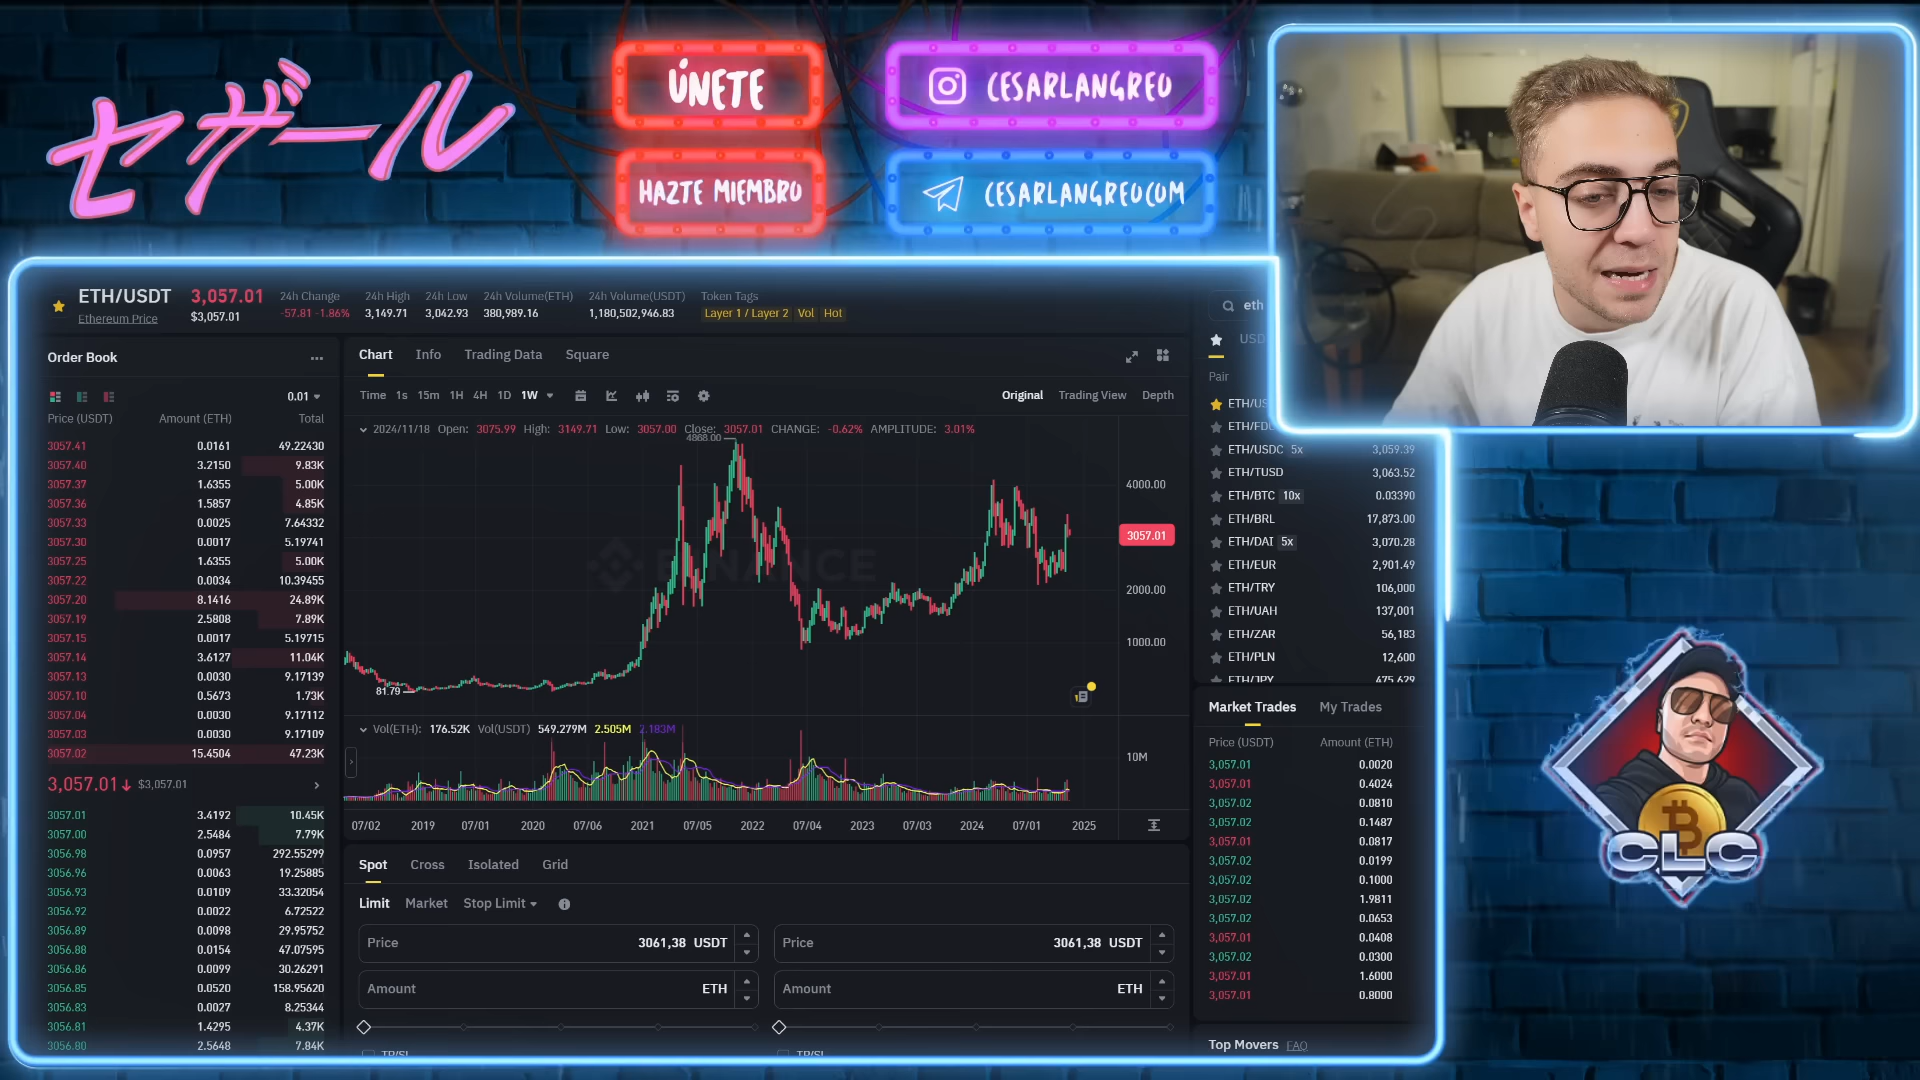 セザール
ÚNETE
HAZTE MIEMBRO
CESARLANGREO
CESARLANGREOCOM
ETH/USDT
Ethereum Price
3,057.01
$3,057.01
24h Change
-57.81 -1.86%
24h High
3,149.71
24h Low
3,042.93
24h Volume(ETH)
380,989.16
24h Volume(USDT)
1,180,502,946.83
Token Tags
Layer 1 / Layer 2 Vol Hot
Order Book
0.01
Price (USDT) Amount (ETH) Total
3057.41 0.0161 49.22430
3057.40 3.2150 9.83K
3057.37 1.6355 5.00K
3057.36 1.5857 4.85K
3057.33 0.0025 7.64332
3057.30 0.0017 5.19741
3057.25 1.6355 5.00K
3057.22 0.0034 10.39455
3057.20 8.1416 24.89K
3057.19 2.5808 7.89K
3057.15 0.0017 5.19715
3057.14 3.6127 11.04K
3057.13 0.0030 9.17139
3057.10 0.5673 1.73K
3057.04 0.0030 9.17112
3057.03 0.0030 9.17109
3057.02 15.4504 47.23K
3,057.01↓ $3,057.01
3057.01 3.4192 10.45K
3057.00 2.5484 7.79K
3056.98 0.0957 292.55299
3056.96 0.0063 19.25885
3056.93 0.0109 33.32054
3056.92 0.0022 6.72522
3056.89 0.0098 29.95752
3056.88 0.0154 47.07595
3056.86 0.0099 30.26291
3056.85 0.0520 158.95620
3056.83 0.0027 8.25344
3056.81 1.4295 4.37K
3056.80 2.5648 7.84K
Chart Info Trading Data Square
Time 1s 15m 1H 4H 1D 1W
Original Trading View Depth
2024/11/18 Open: 3075.99 High: 3149.71 Low: 3057.00 Close: 3057.01 CHANGE: -0.62% AMPLITUDE: 3.01%
4868.00
4000.00
3057.01
BINANCE
2000.00
1000.00
81.79
Vol(ETH): 176.52K Vol(USDT) 549.279M 2.505M 2.183M
10M
07/02 2019 07/01 2020 07/06 2021 07/05 2022 07/04 2023 07/03 2024 07/01 2025
Spot Cross Isolated Grid
Limit Market Stop Limit
Price 3061,38 USDT
Amount ETH
TP/SL
Price 3061,38 USDT
Amount ETH
TP/SL
eth
USD
Pair
ETH/US
ETH/FDU
ETH/USDC 5x 3,059.39
ETH/TUSD 3,063.52
ETH/BTC 10x 0.03390
ETH/BRL 17,873.00
ETH/DAI 5x 3,070.28
ETH/EUR 2,901.49
ETH/TRY 106,000
ETH/UAH 137,001
ETH/ZAR 56,183
ETH/PLN 12,600
ETH/JPY 475,629
Market Trades My Trades
Price (USDT) Amount (ETH)
3,057.01 0.0020
3,057.01 0.4024
3,057.02 0.0810
3,057.02 0.1487
3,057.01 0.0817
3,057.02 0.0199
3,057.02 0.1000
3,057.02 1.9811
3,057.02 0.0653
3,057.01 0.0408
3,057.02 0.0300
3,057.01 1.6000
3,057.01 0.8000
Top Movers FAQ
CLC